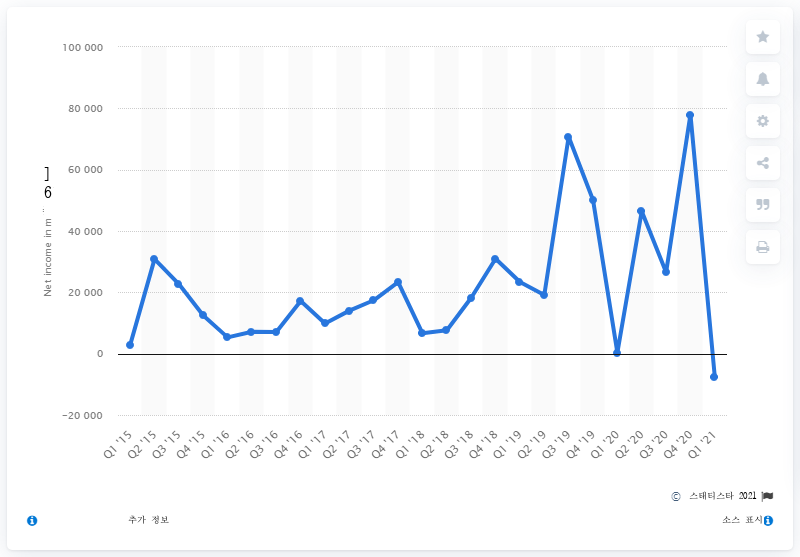 100 000
80 000
60 000
40 000
20 000
0
−20 000
]
6
Net income in m
Q1 '15
Q2 '15
Q3 '15
Q4 '15
Q1 '16
Q2 '16
Q3 '16
Q4 '16
Q1 '17
Q2 '17
Q3 '17
Q4 '17
Q1 '18
Q2 '18
Q3 '18
Q4 '18
Q1 '19
Q2 '19
Q3 '19
Q4 '19
Q1 '20
Q2 '20
Q3 '20
Q4 '20
Q1 '21
© 스태티스타 2021
추가 정보
소스 표시